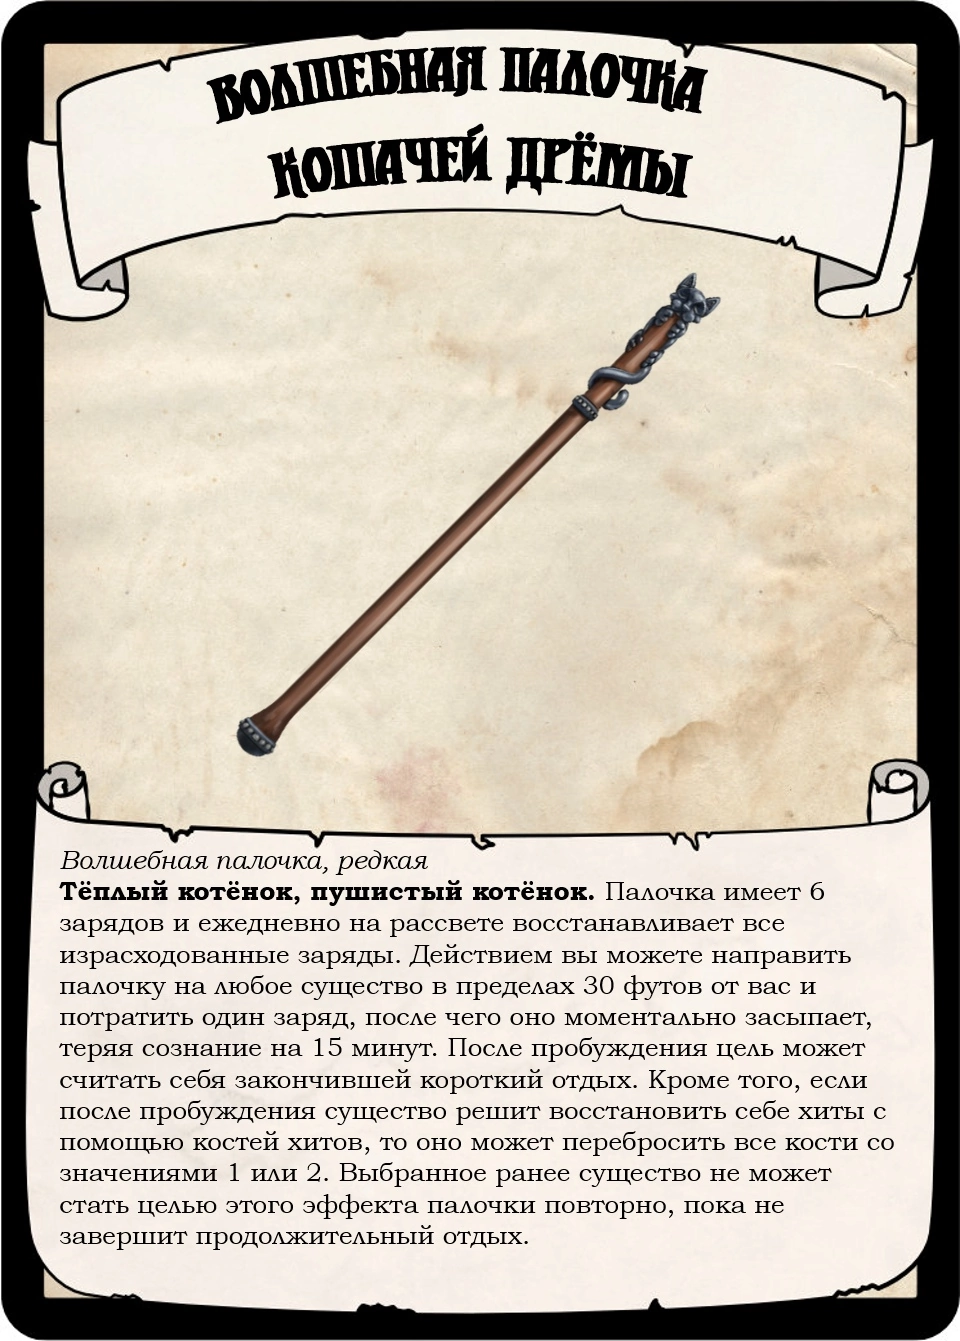 ВОЛШЕБНАЯ ПАЛОЧКА
КОШАЧЕЙ ДРЁМЫ
Волшебная палочка, редкая
Тёплый котёнок, пушистый котёнок. Палочка имеет 6
зарядов и ежедневно на рассвете восстанавливает все
израсходованные заряды. Действием вы можете направить
палочку на любое существо в пределах 30 футов от вас и
потратить один заряд, после чего оно моментально засыпает,
теряя сознание на 15 минут. После пробуждения цель может
считать себя закончившей короткий отдых. Кроме того, если
после пробуждения существо решит восстановить себе хиты с
помощью костей хитов, то оно может перебросить все кости со
значениями 1 или 2. Выбранное ранее существо не может
стать целью этого эффекта палочки повторно, пока не
завершит продолжительный отдых.